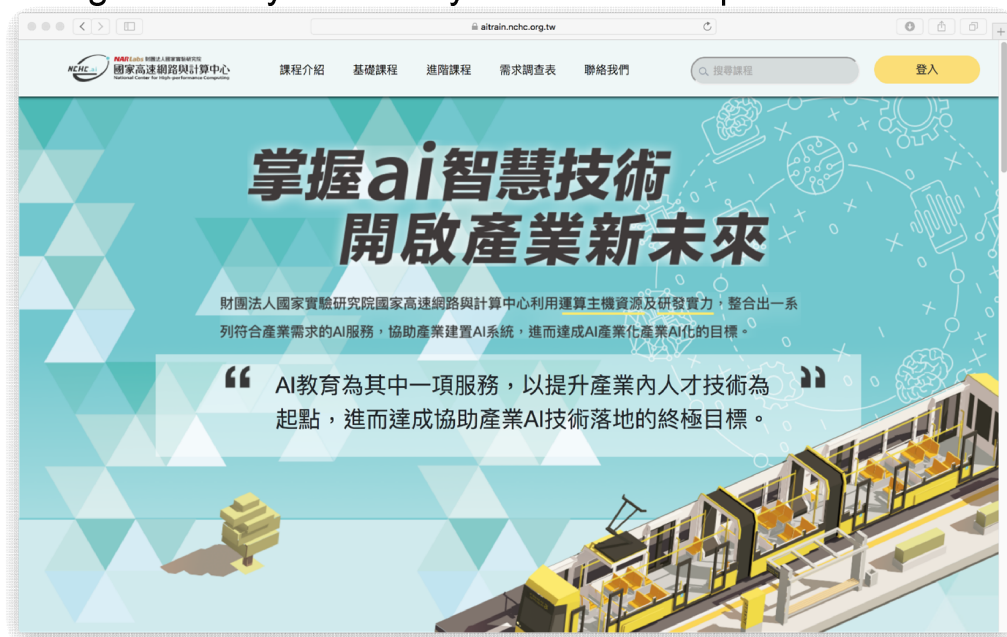 aitrain.nchc.org.tw
NCHC.ai
NARLabs 財團法人國家實驗研究院
國家高速網路與計算中心
National Center for High-performance Computing
課程介紹 基礎課程 進階課程 需求調查表 聯絡我們
搜尋課程
登入
掌握ai智慧技術
開啟產業新未來
財團法人國家實驗研究院國家高速網路與計算中心利用運算主機資源及研發實力，整合出一系
列符合產業需求的AI服務，協助產業建置AI系統，進而達成AI產業化產業AI化的目標。
“ AI教育為其中一項服務，以提升產業內人才技術為 ”
起點，進而達成協助產業AI技術落地的終極目標。